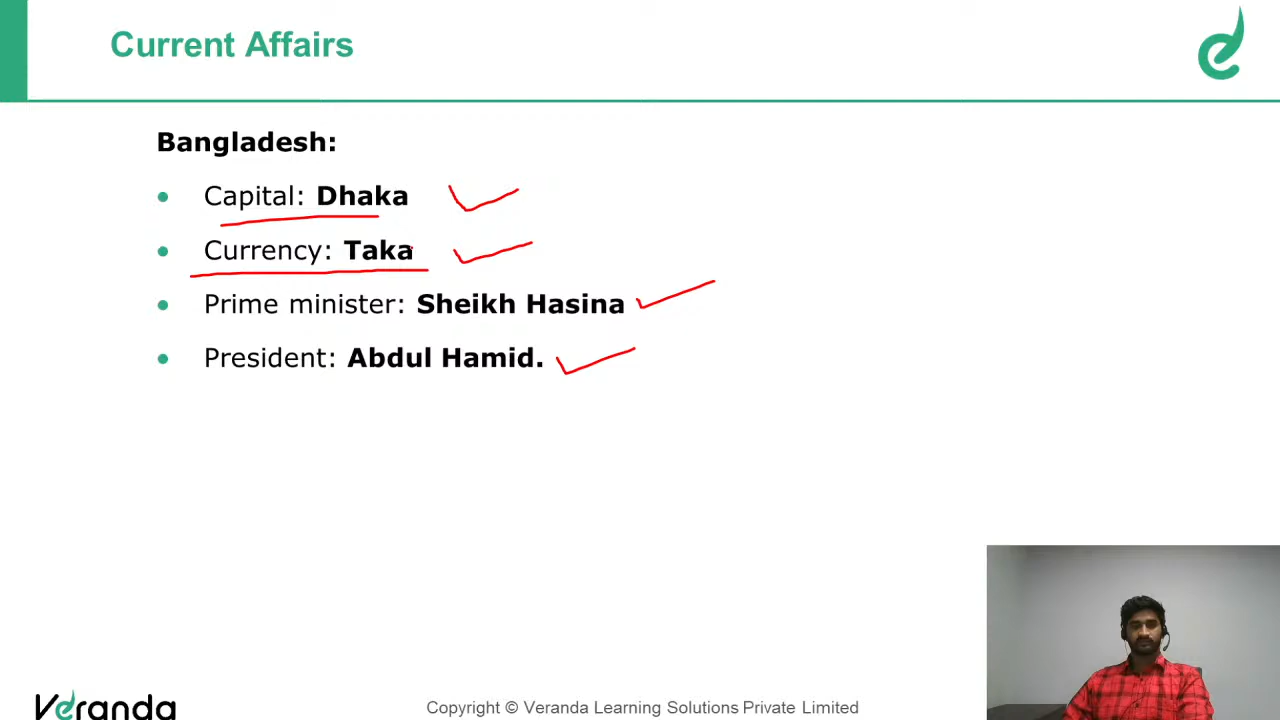 Current Affairs
Bangladesh:
Capital: Dhaka
Currency: Taka
Prime minister: Sheikh Hasina
President: Abdul Hamid.
Veranda
Copyright © Veranda Learning Solutions Private Limited